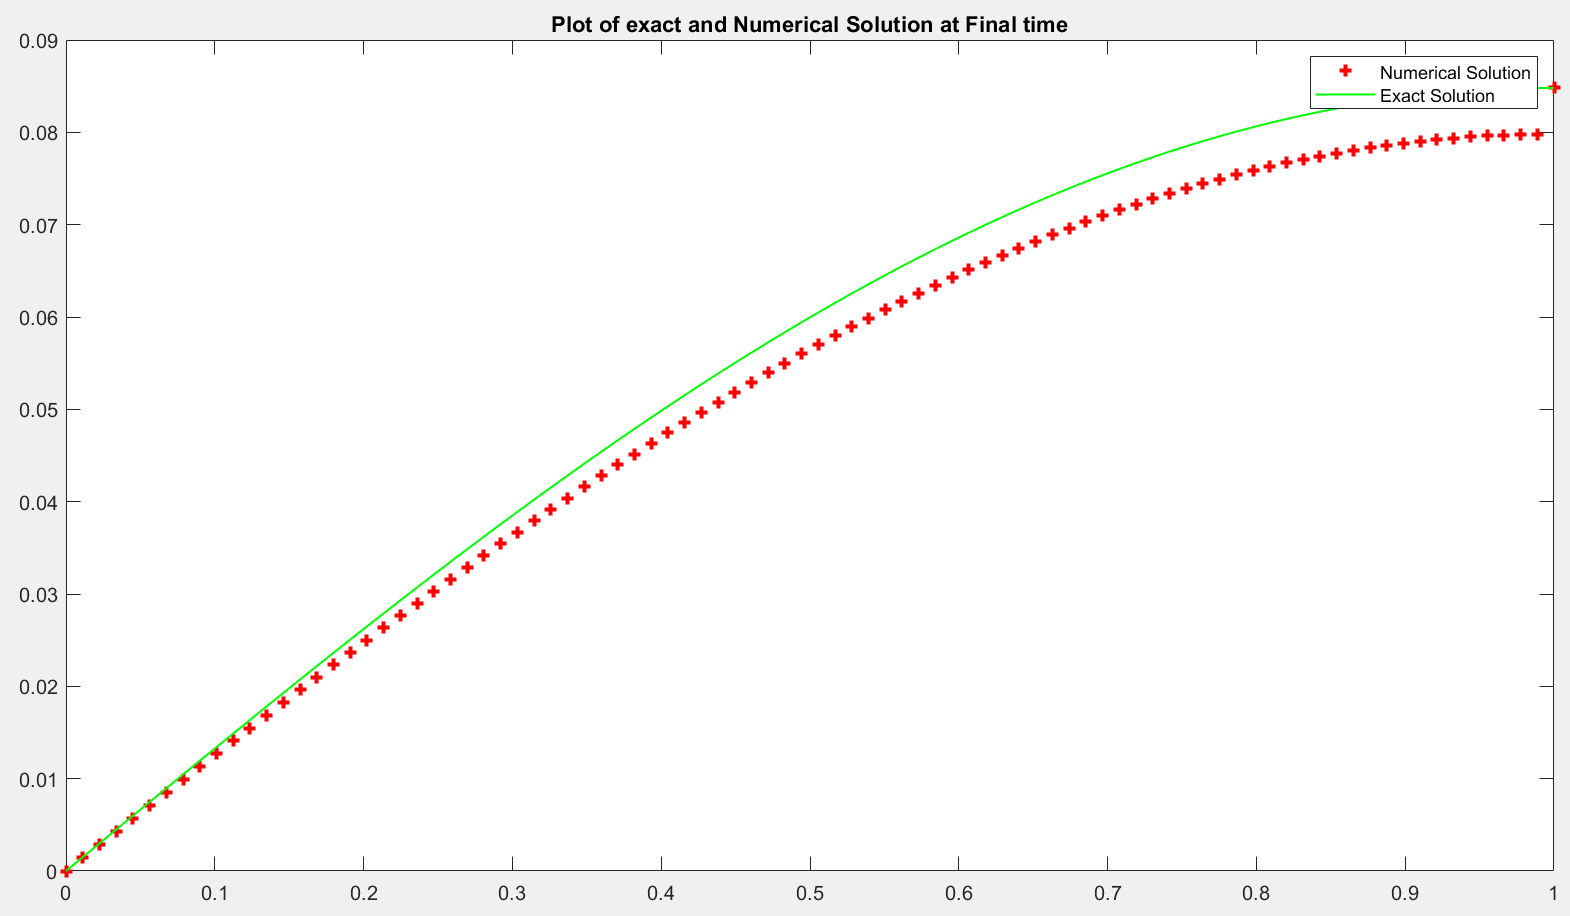 Plot of exact and Numerical Solution at Final time
0.09
0.08
0.07
0.06
0.05
0.04
0.03
0.02
0.01
0
Numerical Solution
Exact Solution
0 0.1 0.2 0.3 0.4 0.5 0.6 0.7 0.8 0.9 1